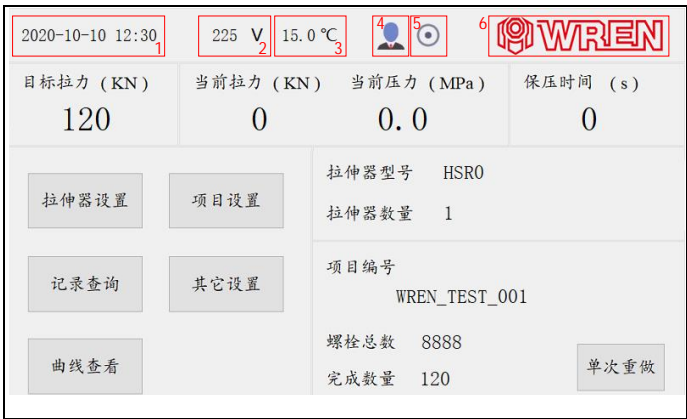 2020-10-10 12:30 1 225 V 2 15.0 ℃ 3 4 5 6 WREN
目标拉力 (KN) 当前拉力 (KN) 当前压力 (MPa) 保压时间 (s)
120 0 0.0 0
拉伸器型号 HSR0
拉伸器设置 项目设置
拉伸器数量 1
项目编号
记录查询 其它设置
WREN_TEST_001
螺栓总数 8888
曲线查看 单次重做
完成数量 120